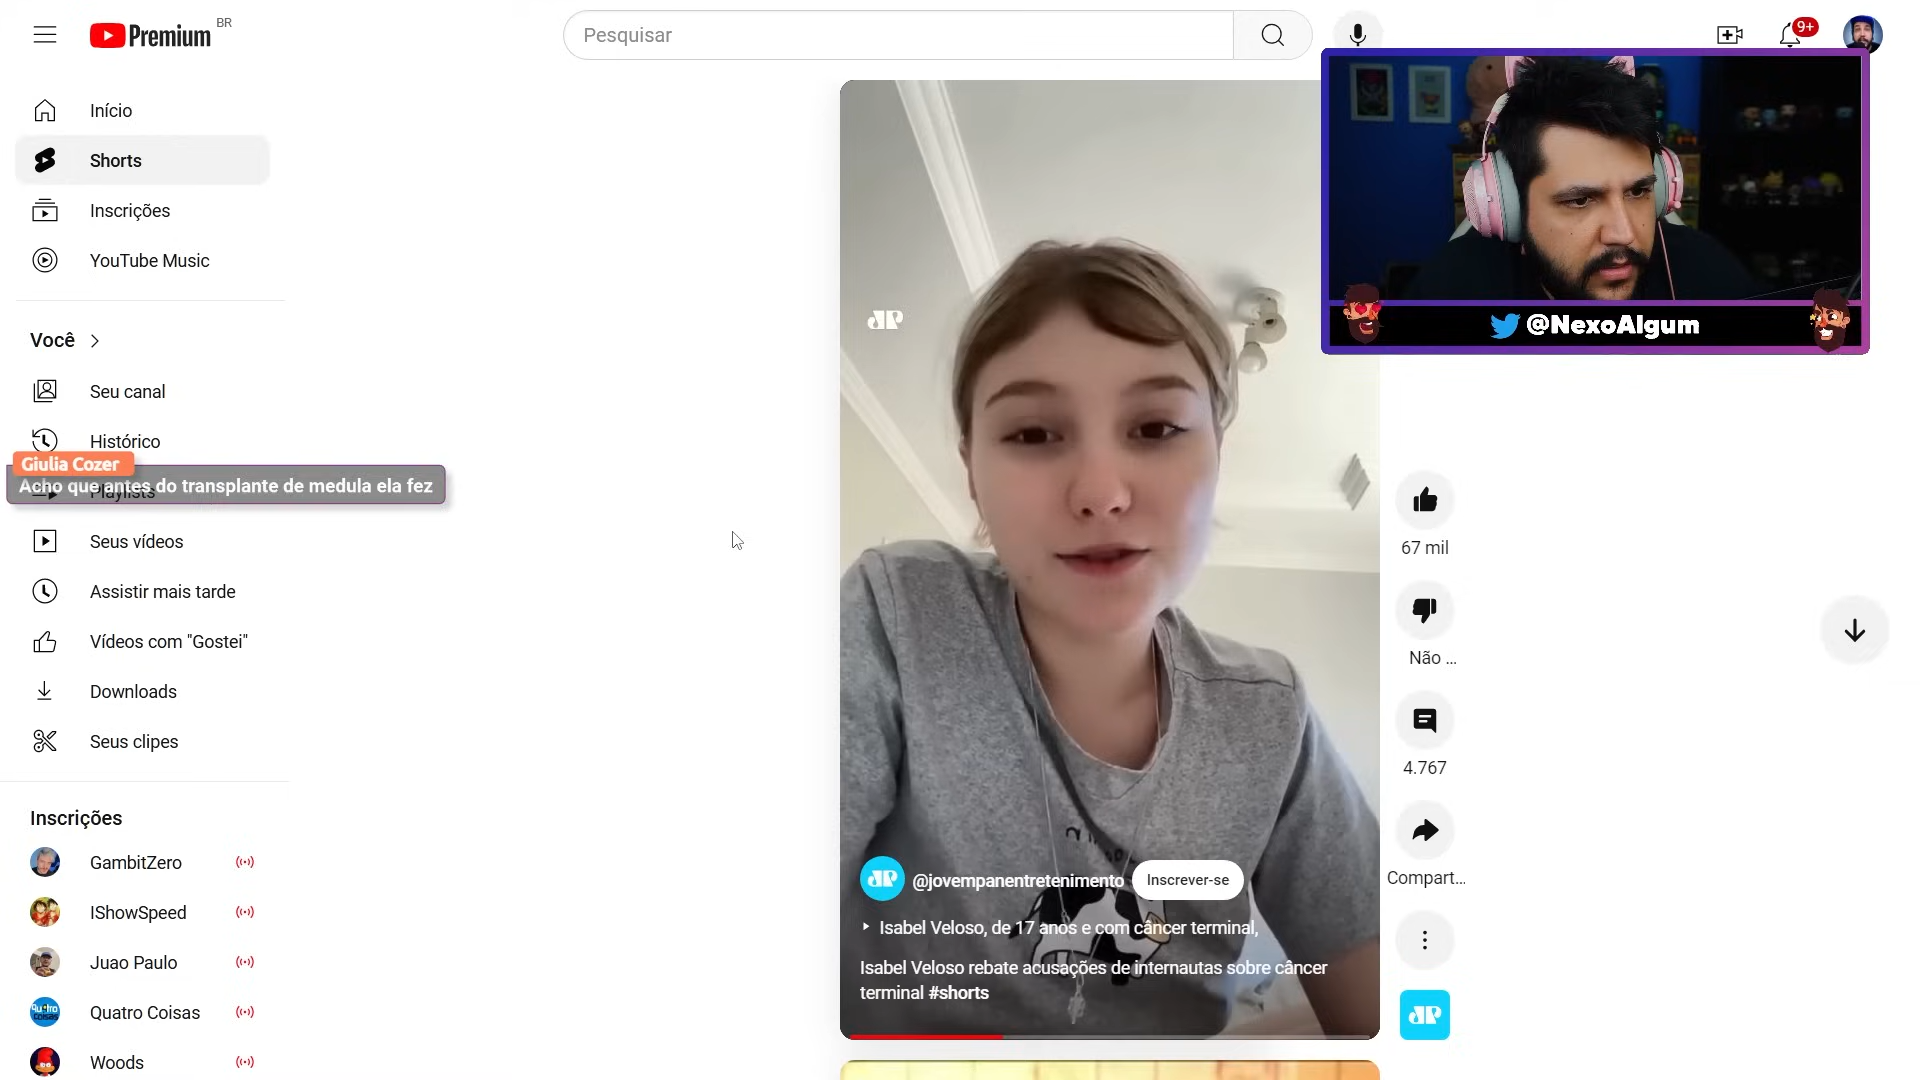 Premium BR
Pesquisar
9+
Início
Shorts
Inscrições
YouTube Music
Você
Seu canal
Histórico
Giulia Cozer
Acho que antes do transplante de medula ela fez
Playlists
Seus vídeos
Assistir mais tarde
Vídeos com "Gostei"
Downloads
Seus clipes
Inscrições
GambitZero
IShowSpeed
Juao Paulo
Quatro Coisas
Woods
JP
@NexoAlgum
67 mil
Não ...
4.767
Compart...
JP
@jovempanentretenimento
Inscrever-se
Isabel Veloso, de 17 anos e com câncer terminal,
Isabel Veloso rebate acusações de internautas sobre câncer
terminal #shorts
JP